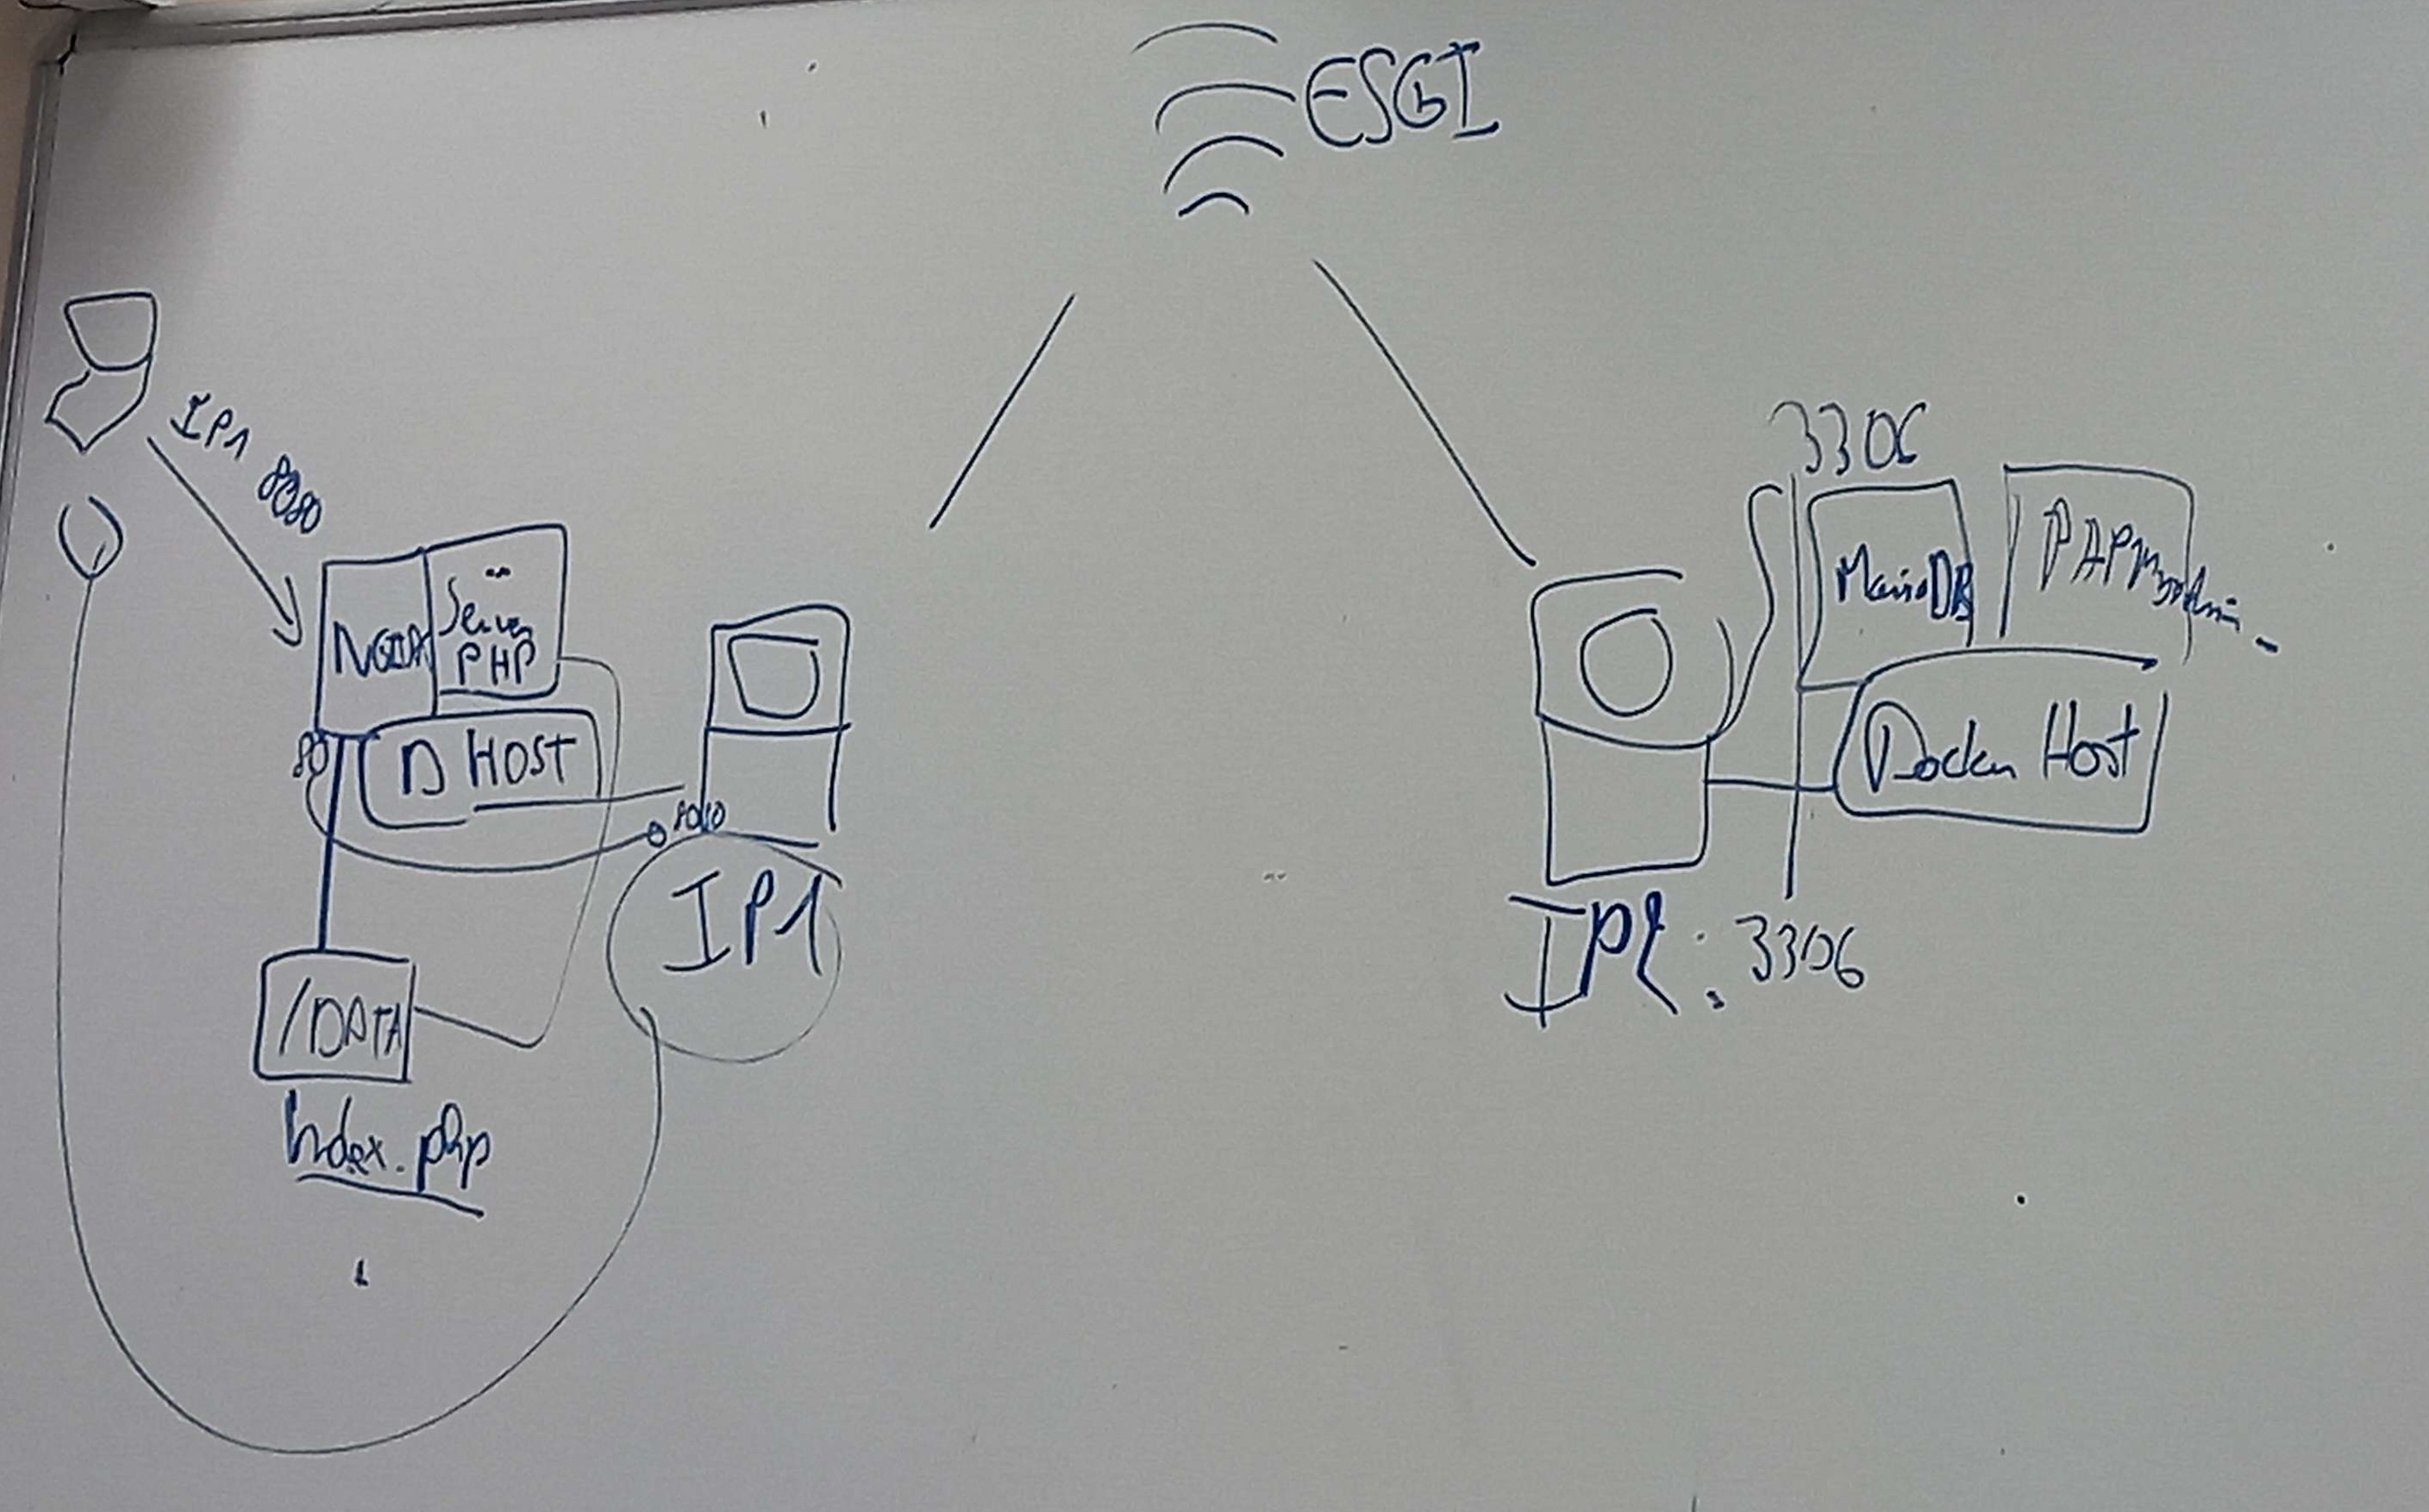 ESGI
IP1 8080
3306
NGINX
Server
PHP
MariaDB
PHPMyAdmin
80
D HOST
8080
Docker Host
IP1
IP2:3306
/DATA
Index.php